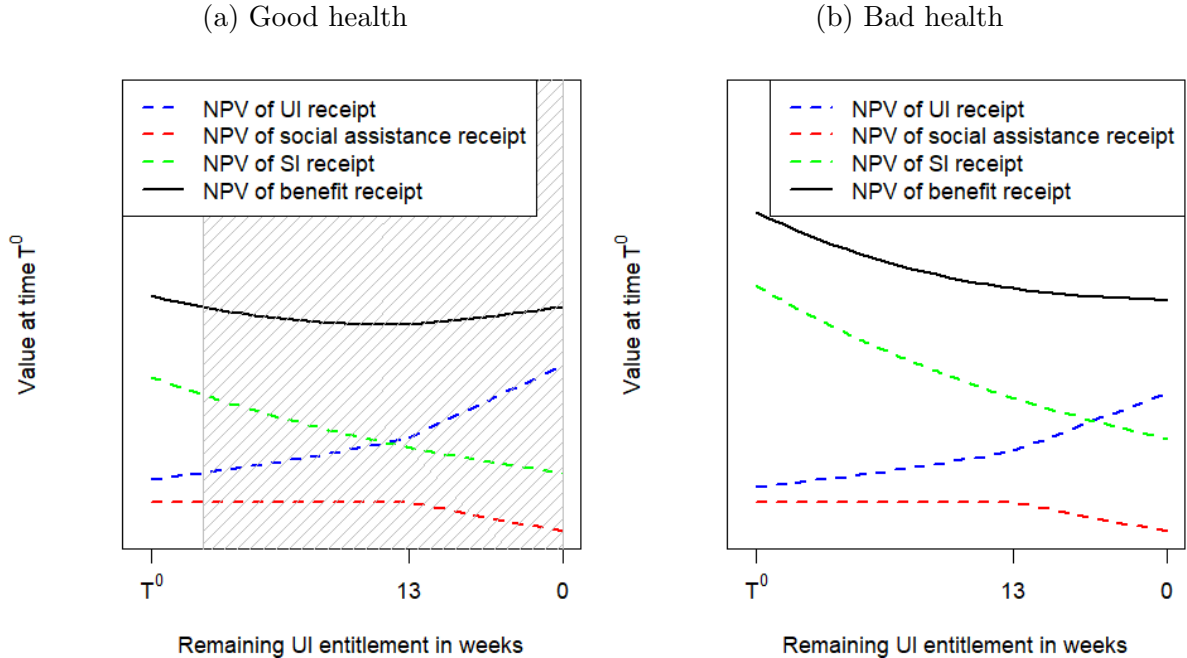 (a) Good health
NPV of UI receipt
NPV of social assistance receipt
NPV of SI receipt
NPV of benefit receipt
Value at time T⁰
T⁰
13
0
Remaining UI entitlement in weeks
(b) Bad health
NPV of UI receipt
NPV of social assistance receipt
NPV of SI receipt
NPV of benefit receipt
Value at time T⁰
T⁰
13
0
Remaining UI entitlement in weeks